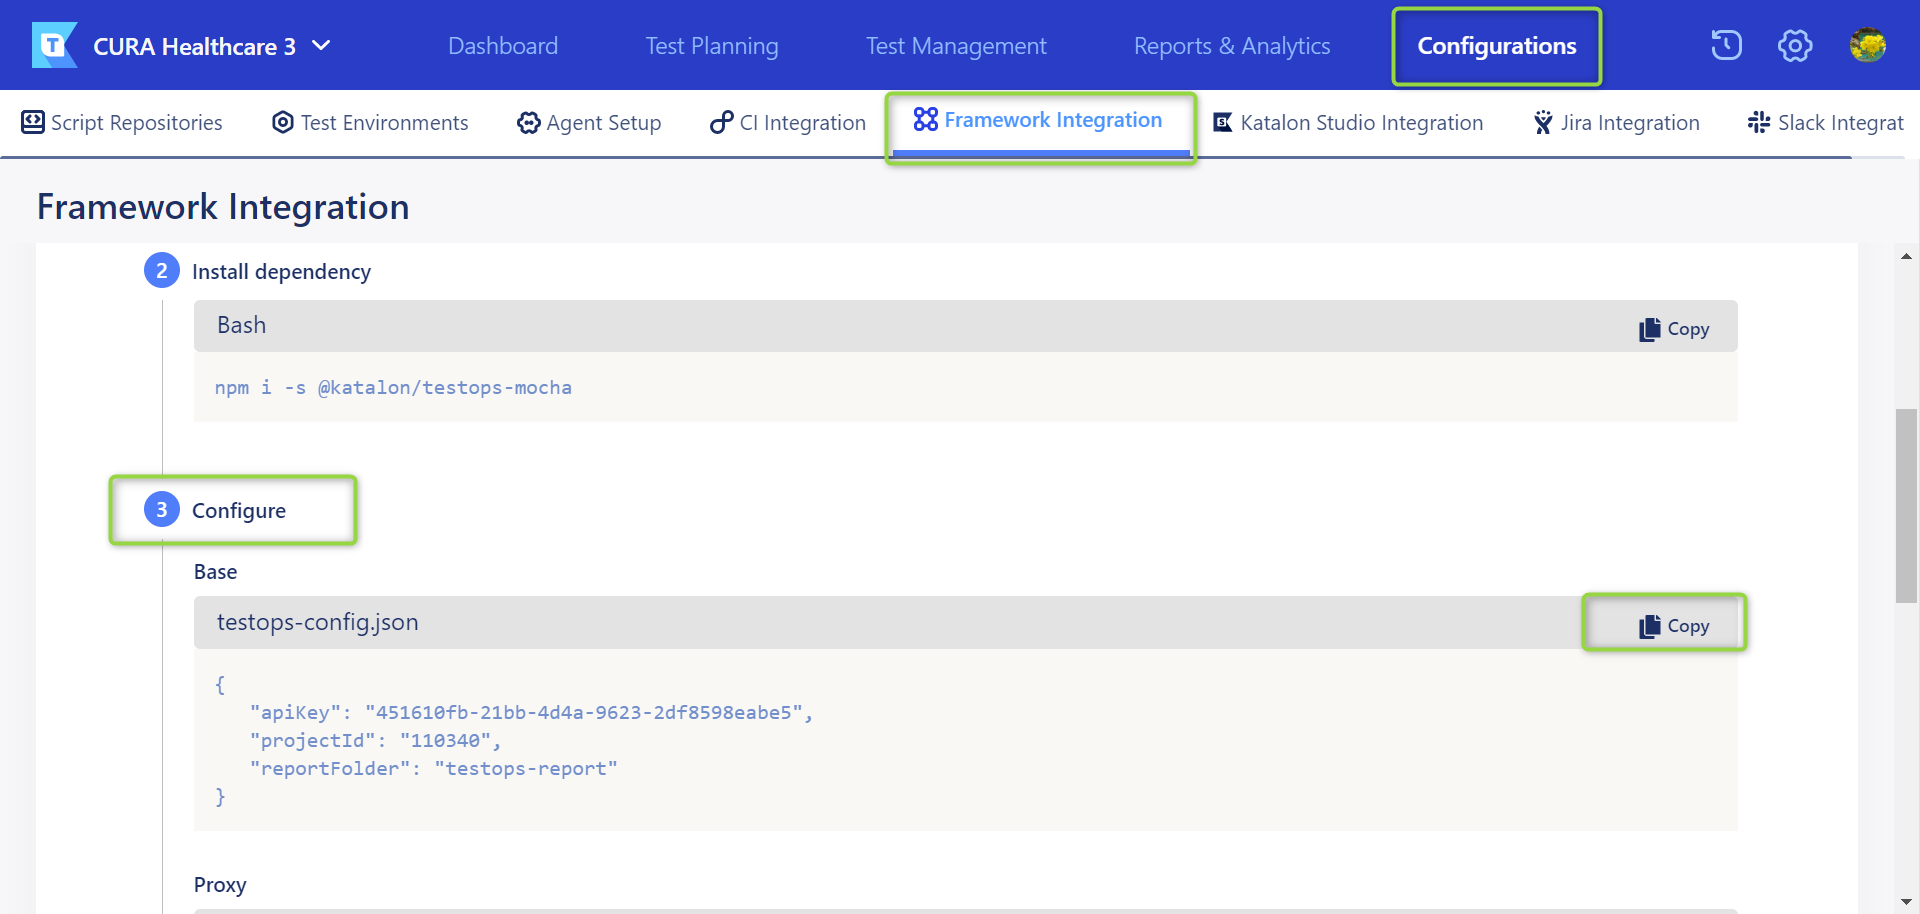 T CURA Healthcare 3 Dashboard Test Planning Test Management Reports & Analytics Configurations
Script Repositories Test Environments Agent Setup CI Integration Framework Integration Katalon Studio Integration Jira Integration Slack Integrat
Framework Integration
2 Install dependency
Bash Copy
npm i -s @katalon/testops-mocha
3 Configure
Base
testops-config.json Copy
{
"apiKey": "451610fb-21bb-4d4a-9623-2df8598eabe5",
"projectId": "110340",
"reportFolder": "testops-report"
}
Proxy